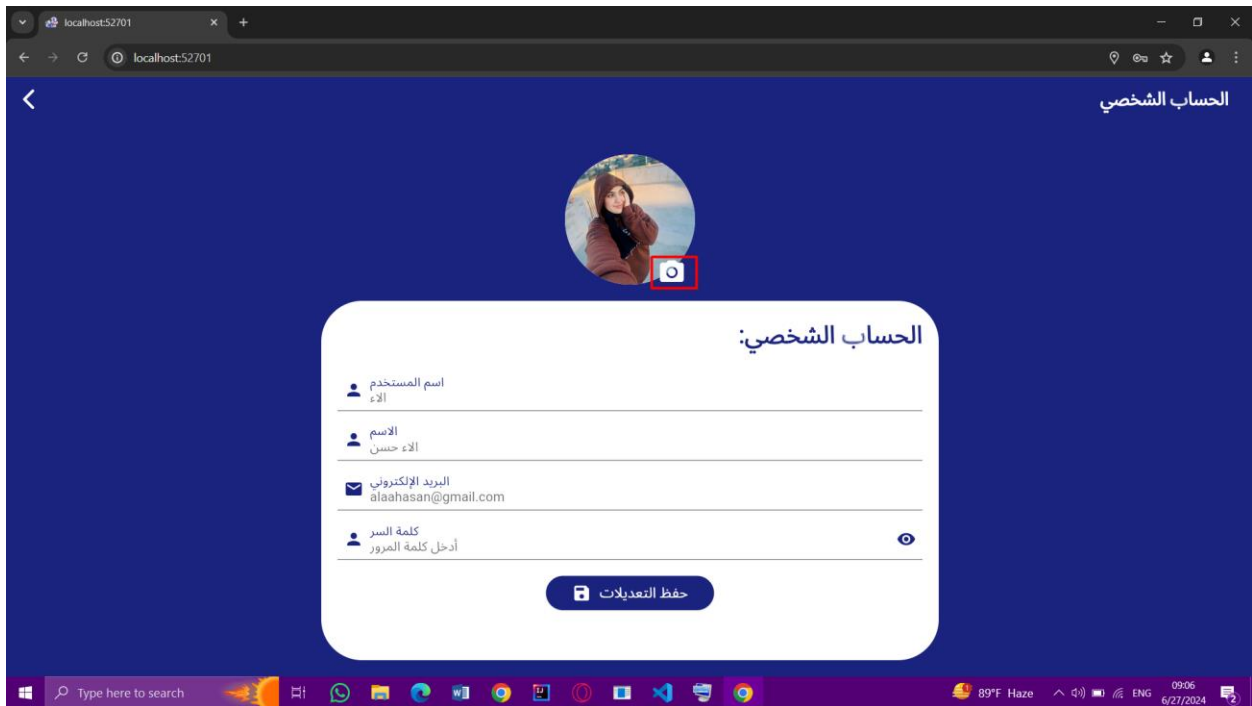 localhost:52701
localhost:52701
الحساب الشخصي
الحساب الشخصي:
اسم المستخدم
الاء
الاسم
الاء حسن
البريد الإلكتروني
alaahasan@gmail.com
كلمة السر
أدخل كلمة المرور
حفظ التعديلات
Type here to search
89°F Haze
ENG
09:06
6/27/2024
2